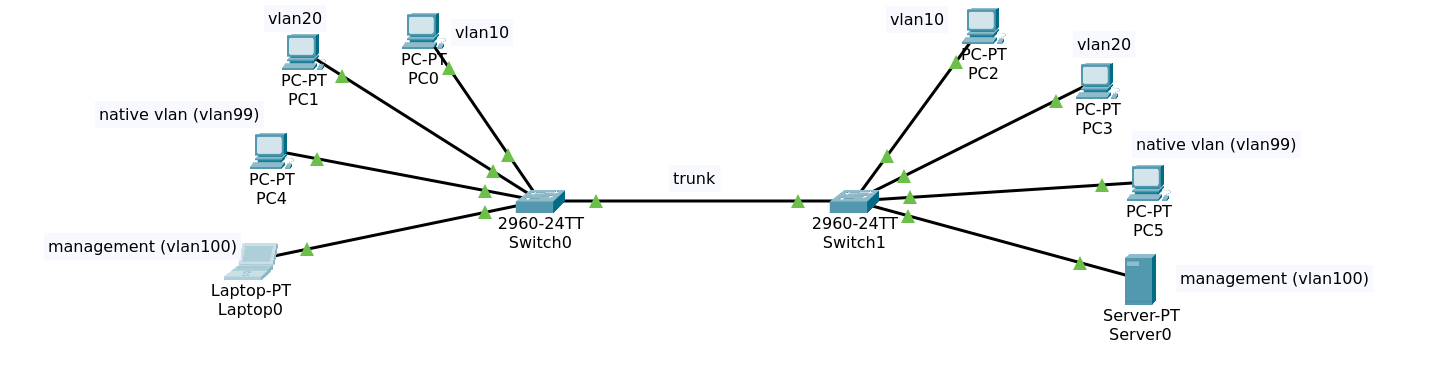 vlan20
PC-PT
PC1
vlan10
PC-PT
PC0
native vlan (vlan99)
PC-PT
PC4
management (vlan100)
Laptop-PT
Laptop0
2960-24TT
Switch0
trunk
2960-24TT
Switch1
vlan10
PC-PT
PC2
vlan20
PC-PT
PC3
native vlan (vlan99)
PC-PT
PC5
management (vlan100)
Server-PT
Server0